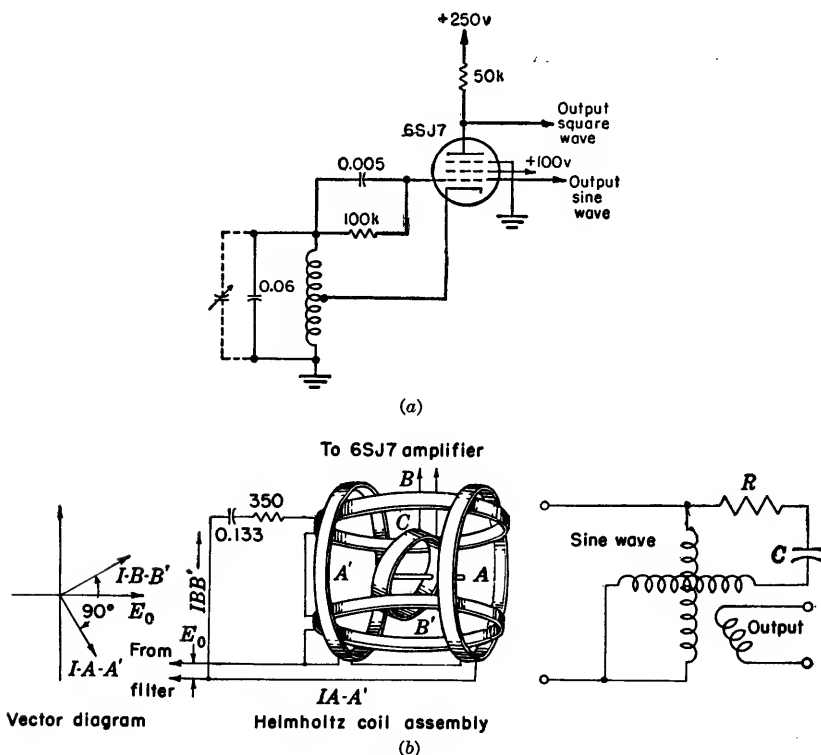 +250v
50k
Output
square
wave
6SJ7
+100v
Output
sine
wave
0.005
100k
0.06
(a)
To 6SJ7 amplifier
B
350
0.133
C
A'
A
B'
IBB'
I-B-B'
90°
E₀
I-A-A'
E₀
From
filter
IA-A'
Vector diagram
Helmholtz coil assembly
R
Sine wave
C
Output
(b)